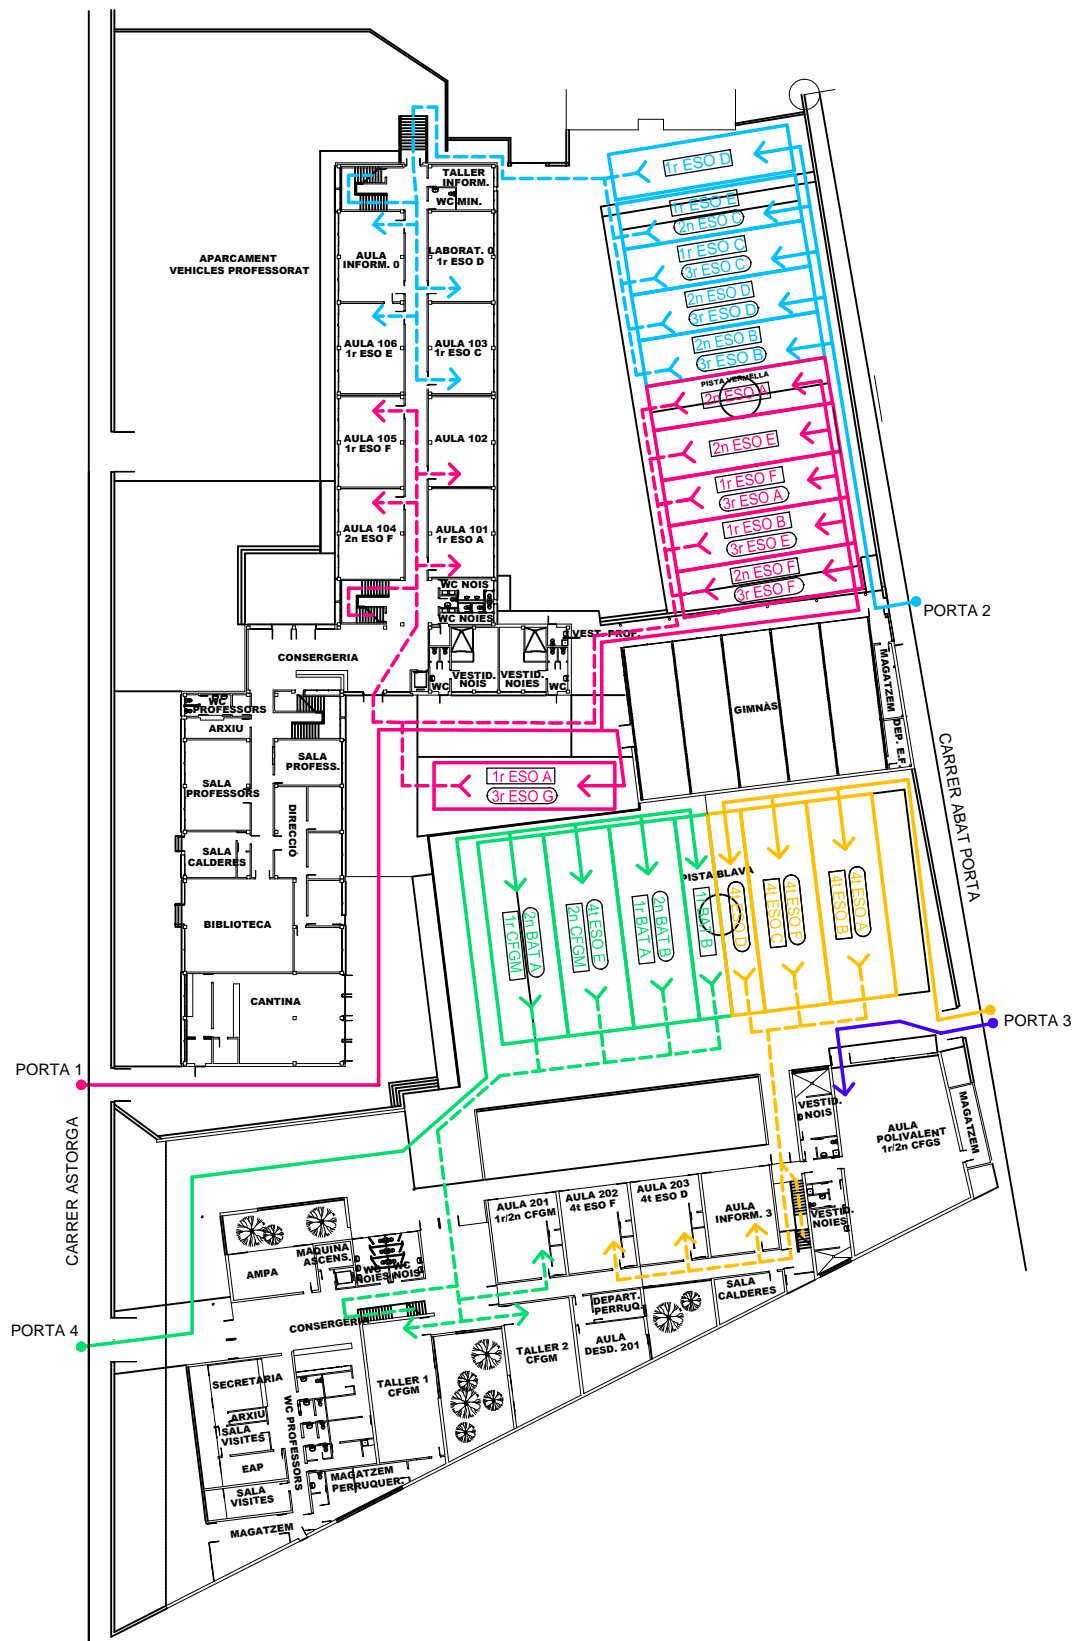 1r ESO D
TALLER
INFORM.
WC MIN.
1r ESO E
2n ESO C
APARCAMENT
VEHICLES PROFESSORAT
AULA
INFORM. 0
LABORAT. 0
1r ESO D
1r ESO C
3r ESO C
2n ESO D
3r ESO D
AULA 106
1r ESO E
AULA 103
1r ESO C
2n ESO B
3r ESO B
PISTA VERMELLA
2n ESO A
AULA 105
1r ESO F
AULA 102
2n ESO E
1r ESO F
3r ESO A
AULA 104
2n ESO F
AULA 101
1r ESO A
1r ESO B
3r ESO E
2n ESO F
3r ESO F
WC NOIS
WC NOIES
PORTA 2
VEST. PROF.
CONSERGERIA
VESTID.
NOIS
VESTID.
NOIES
WC
WC
MAGATZEM
DEP. E.F
GIMNÀS
WC
PROFESSORS
ARXIU
SALA
PROFESS.
SALA
PROFESSORS
DIRECCIÓ
SALA
CALDERES
1r ESO A
3r ESO G
CARRER ABAT PORTA
PISTA BLAVA
2n BAT A
1r CFGM
4t ESO E
2n CFGM
2n BAT B
1r BAT A
1r BAT B
4t ESO D
4t ESO F
4t ESO C
4t ESO A
4t ESO B
BIBLIOTECA
CANTINA
PORTA 3
PORTA 1
CARRER ASTORGA
VESTID.
NOIS
AULA
POLIVALENT
1r/2n CFGS
MAGATZEM
AULA 201
1r/2n CFGM
AULA 202
4t ESO F
AULA 203
4t ESO D
AULA
INFORM. 3
VESTID.
NOIES
MAQUINA
ASCENS.
AMPA
WC
NOIES
WC
NOIS
SALA
CALDERES
DEPART.
PERRUQ.
CONSERGERIA
PORTA 4
AULA
DESD. 201
TALLER 2
CFGM
TALLER 1
CFGM
SECRETARIA
WC PROFESSORS
ARXIU
SALA
VISITES
EAP
SALA
VISITES
MAGATZEM
PERRUQUER.
MAGATZEM